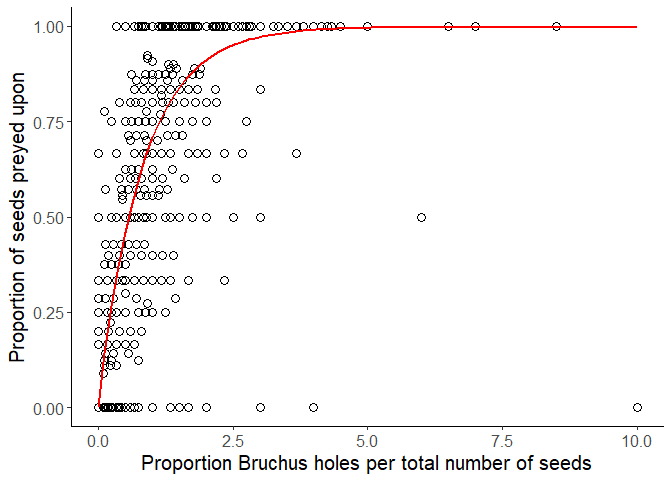 Proportion of seeds preyed upon
1.00
0.75
0.50
0.25
0.00
0.0 2.5 5.0 7.5 10.0
Proportion Bruchus holes per total number of seeds